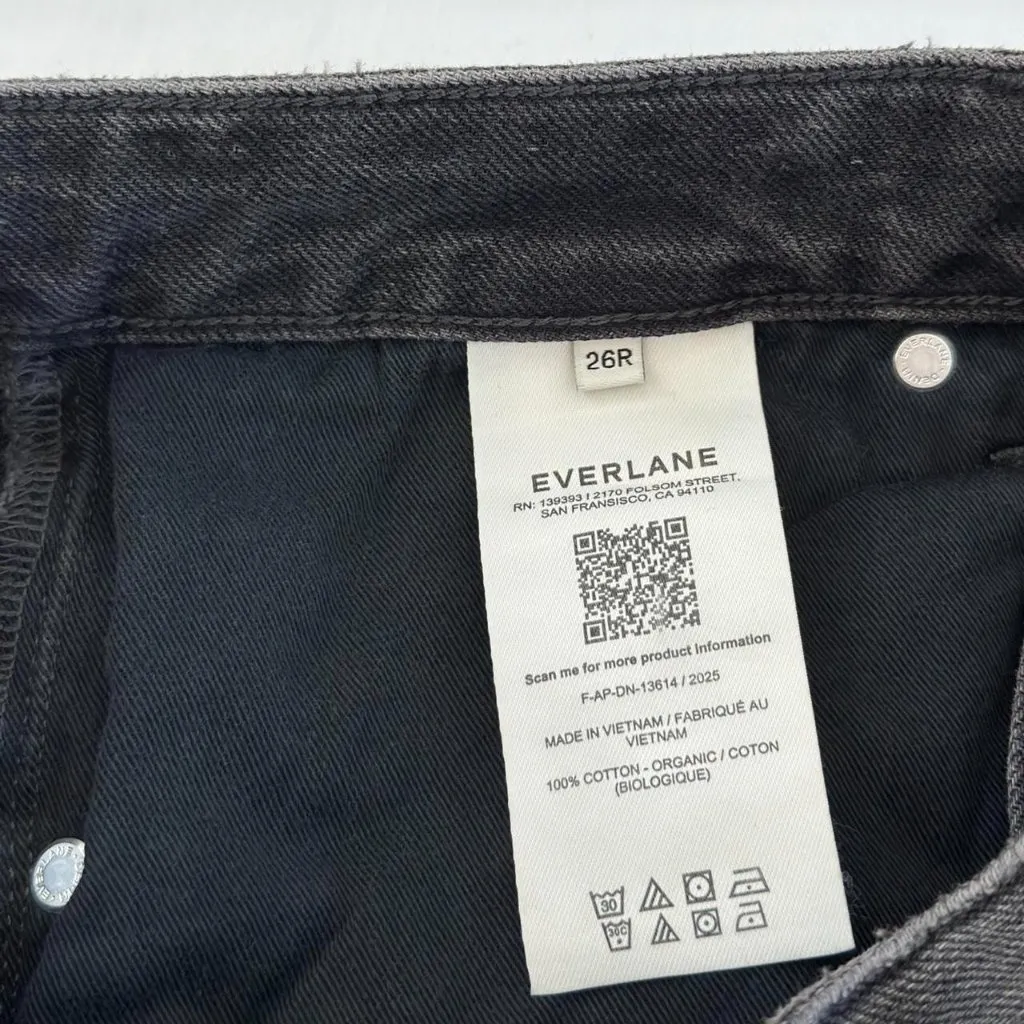 26R
EVERLANE
RN: 139393 I 2170 FOLSOM STREET,
SAN FRANSISCO, CA 94110
Scan me for more product Information
F-AP-DN-13614 / 2025
MADE IN VIETNAM / FABRIQUÉ AU
VIETNAM
100% COTTON - ORGANIC / COTON
(BIOLOGIQUE)
30
30C
EVERLANE
DENIM
EVERLANE